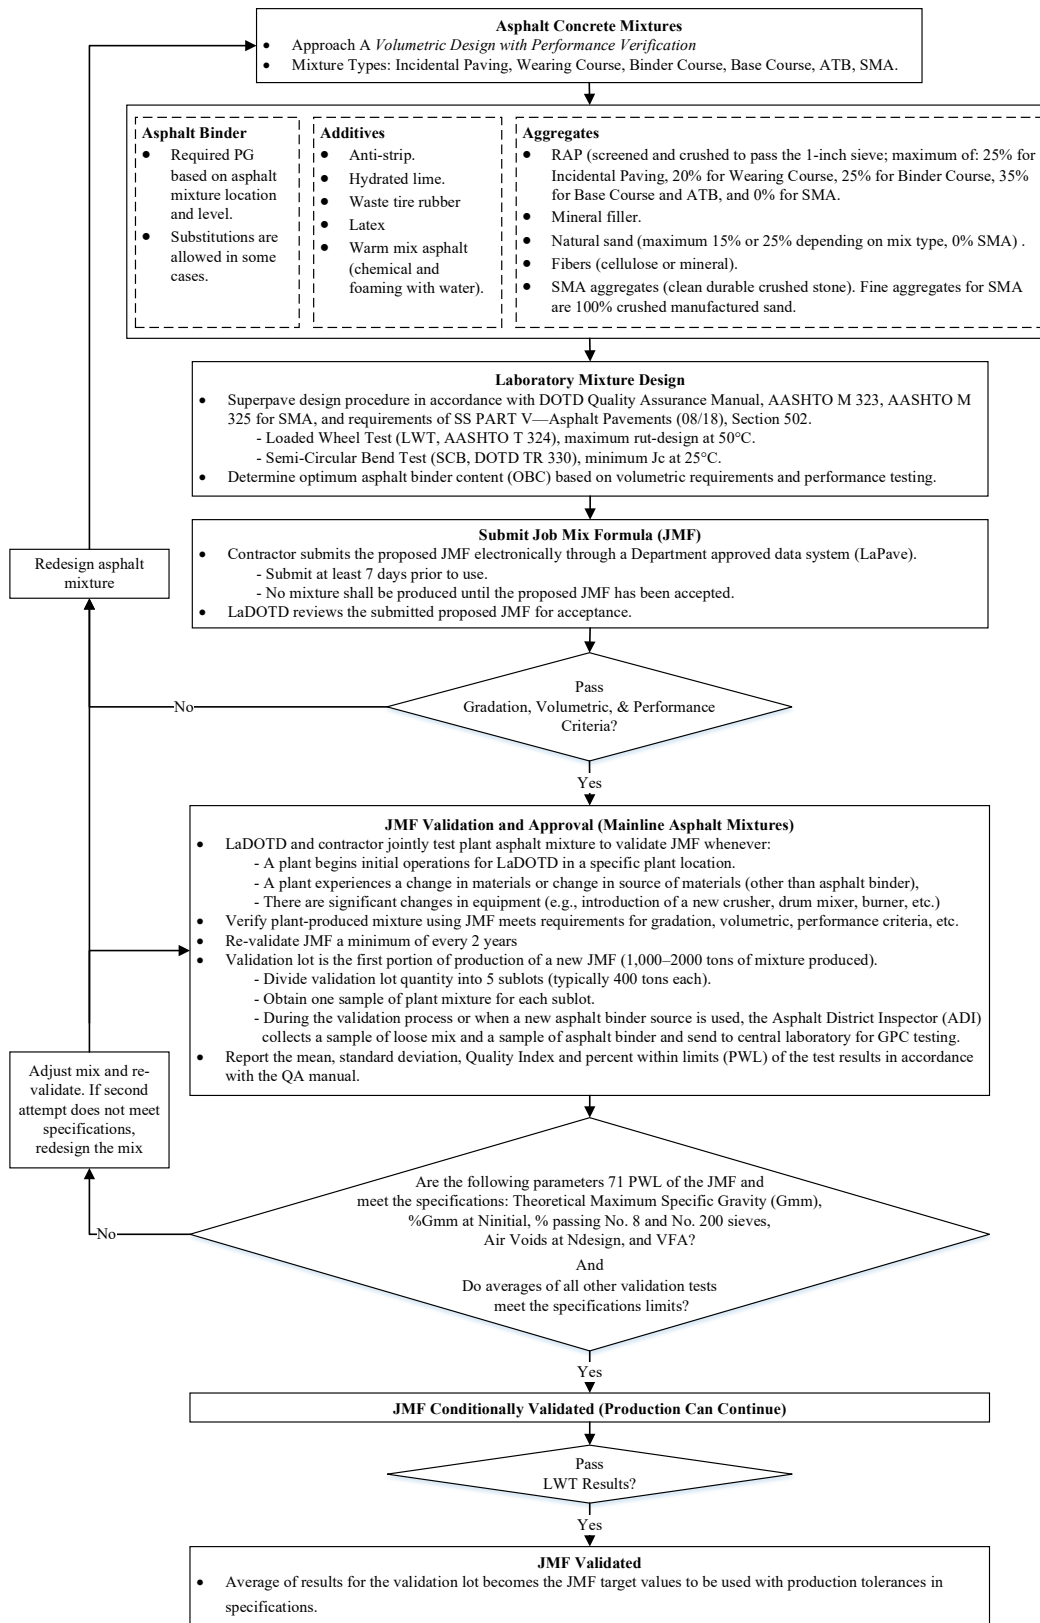 Asphalt Concrete Mixtures
● Approach A Volumetric Design with Performance Verification
● Mixture Types: Incidental Paving, Wearing Course, Binder Course, Base Course, ATB, SMA.
Asphalt Binder
● Required PG
based on asphalt
mixture location
and level.
● Substitutions are
allowed in some
cases.
Additives
● Anti-strip.
● Hydrated lime.
● Waste tire rubber
● Latex
● Warm mix asphalt
(chemical and
foaming with water).
Aggregates
● RAP (screened and crushed to pass the 1-inch sieve; maximum of: 25% for
Incidental Paving, 20% for Wearing Course, 25% for Binder Course, 35%
for Base Course and ATB, and 0% for SMA.
● Mineral filler.
● Natural sand (maximum 15% or 25% depending on mix type, 0% SMA) .
● Fibers (cellulose or mineral).
● SMA aggregates (clean durable crushed stone). Fine aggregates for SMA
are 100% crushed manufactured sand.
Laboratory Mixture Design
● Superpave design procedure in accordance with DOTD Quality Assurance Manual, AASHTO M 323, AASHTO M
325 for SMA, and requirements of SS PART V—Asphalt Pavements (08/18), Section 502.
- Loaded Wheel Test (LWT, AASHTO T 324), maximum rut-design at 50°C.
- Semi-Circular Bend Test (SCB, DOTD TR 330), minimum Jc at 25°C.
● Determine optimum asphalt binder content (OBC) based on volumetric requirements and performance testing.
Submit Job Mix Formula (JMF)
● Contractor submits the proposed JMF electronically through a Department approved data system (LaPave).
- Submit at least 7 days prior to use.
- No mixture shall be produced until the proposed JMF has been accepted.
● LaDOTD reviews the submitted proposed JMF for acceptance.
Redesign asphalt
mixture
Pass
Gradation, Volumetric, & Performance
Criteria?
No
Yes
JMF Validation and Approval (Mainline Asphalt Mixtures)
● LaDOTD and contractor jointly test plant asphalt mixture to validate JMF whenever:
- A plant begins initial operations for LaDOTD in a specific plant location.
- A plant experiences a change in materials or change in source of materials (other than asphalt binder),
- There are significant changes in equipment (e.g., introduction of a new crusher, drum mixer, burner, etc.)
● Verify plant-produced mixture using JMF meets requirements for gradation, volumetric, performance criteria, etc.
● Re-validate JMF a minimum of every 2 years
● Validation lot is the first portion of production of a new JMF (1,000–2000 tons of mixture produced).
- Divide validation lot quantity into 5 sublots (typically 400 tons each).
- Obtain one sample of plant mixture for each sublot.
- During the validation process or when a new asphalt binder source is used, the Asphalt District Inspector (ADI)
collects a sample of loose mix and a sample of asphalt binder and send to central laboratory for GPC testing.
● Report the mean, standard deviation, Quality Index and percent within limits (PWL) of the test results in accordance
with the QA manual.
Adjust mix and re-
validate. If second
attempt does not meet
specifications,
redesign the mix
Are the following parameters 71 PWL of the JMF and
meet the specifications: Theoretical Maximum Specific Gravity (Gmm),
%Gmm at Ninitial, % passing No. 8 and No. 200 sieves,
Air Voids at Ndesign, and VFA?
And
Do averages of all other validation tests
meet the specifications limits?
No
Yes
JMF Conditionally Validated (Production Can Continue)
Pass
LWT Results?
Yes
JMF Validated
● Average of results for the validation lot becomes the JMF target values to be used with production tolerances in
specifications.